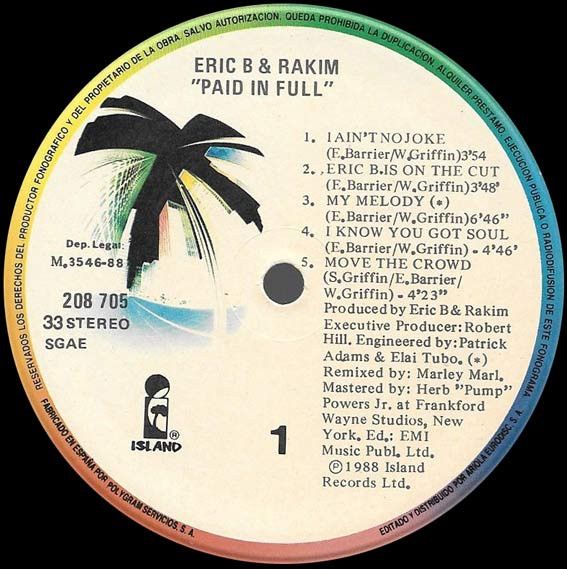 RESERVADOS LOS DERECHOS DEL PRODUCTOR FONOGRAFICO Y DEL PROPIETARIO DE LA OBRA. SALVO AUTORIZACION, QUEDA PROHIBIDA LA DUPLICACION, ALQUILER PRESTAMO, EJECUCION PUBLICA O RADIODIFUSION DE ESTE FONOGRAMA
ERIC B & RAKIM
"PAID IN FULL"
1. I AIN'T NO JOKE
(E.Barrier/W.Griffin)3'54
2. ERIC B.IS ON THE CUT
(E.Barrier/W.Griffin)3'48'
3. MY MELODY (*)
(E.Barrier/W.Griffin)6'46"
4. I KNOW YOU GOT SOUL
(E.Barrier/W.Griffin) - 4'46'
5. MOVE THE CROWD
(S.Griffin/E.Barrier/
W.Griffin) - 4'23"
Produced by Eric B & Rakim
Executive Producer: Robert
Hill. Engineered by:Patrick
Adams & Elai Tubo. (*)
Remixed by: Marley Marl.
Mastered by: Herb "Pump"
Powers Jr. at Frankford
Wayne Studios, New
York. Ed.: EMI
Music Publ. Ltd.
Ⓟ1988 Island
Records Ltd.
Dep. Legal:
M.3546-88
208 705
33 STEREO
SGAE
i
ISLAND ®
1
FABRICADO EN ESPAÑA POR POLYGRAM SERVICIOS, S. A.
EDITADO Y DISTRIBUIDO POR ARIOLA EURODISC, S. A.